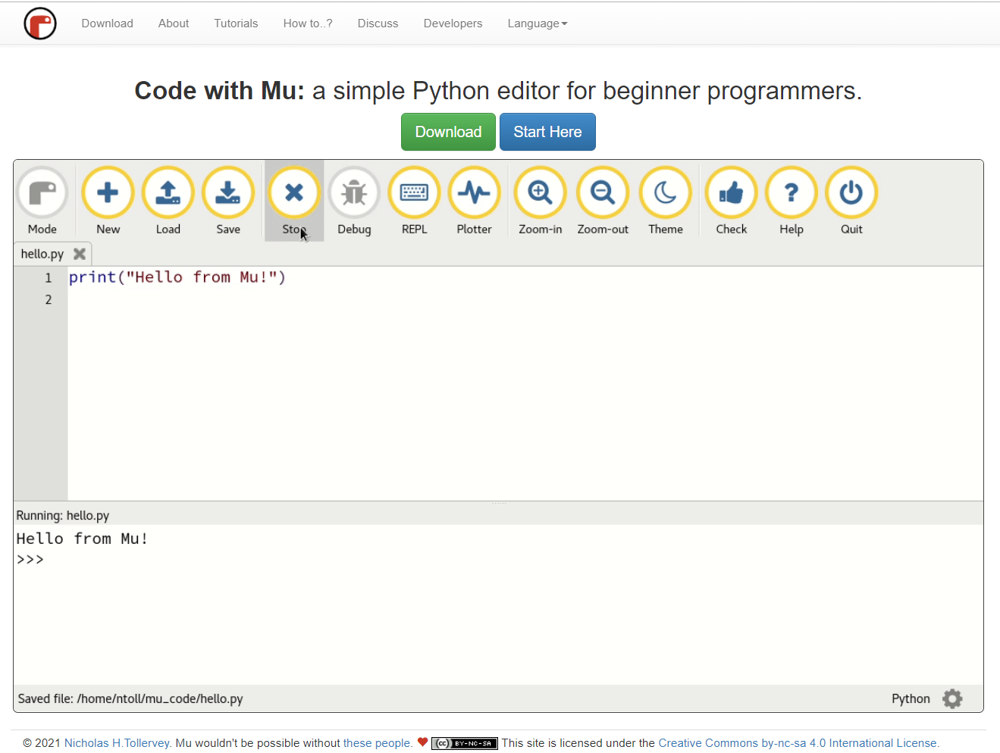 Download About Tutorials How to..? Discuss Developers Language
Code with Mu: a simple Python editor for beginner programmers.
Download Start Here
Mode New Load Save Stop Debug REPL Plotter Zoom-in Zoom-out Theme Check Help Quit
hello.py
1 print("Hello from Mu!")
2
Running: hello.py
Hello from Mu!
>>>
Saved file: /home/ntoll/mu_code/hello.py Python
© 2021 Nicholas H.Tollervey. Mu wouldn't be possible without these people. ❤ (cc) BY-NC-SA This site is licensed under the Creative Commons by-nc-sa 4.0 International License.